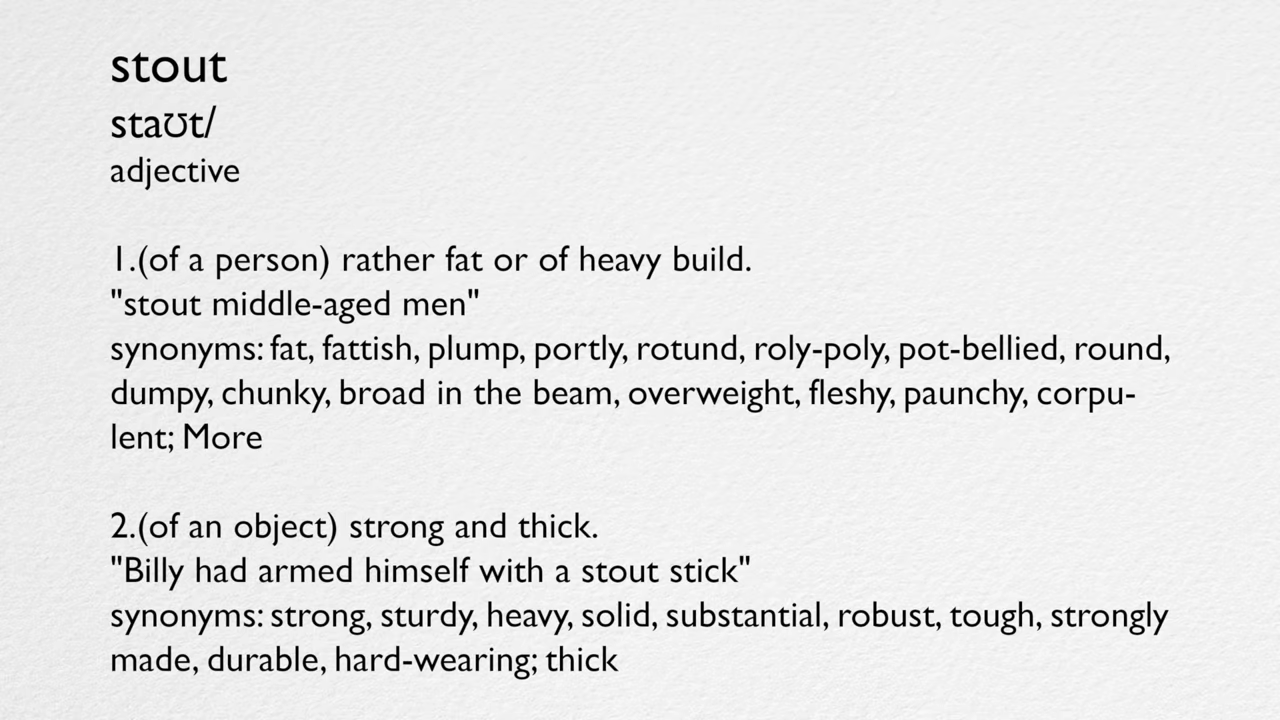 stout
staʊt/
adjective
1.(of a person) rather fat or of heavy build.
"stout middle-aged men"
synonyms: fat, fattish, plump, portly, rotund, roly-poly, pot-bellied, round,
dumpy, chunky, broad in the beam, overweight, fleshy, paunchy, corpu-
lent; More
2.(of an object) strong and thick.
"Billy had armed himself with a stout stick"
synonyms: strong, sturdy, heavy, solid, substantial, robust, tough, strongly
made, durable, hard-wearing; thick